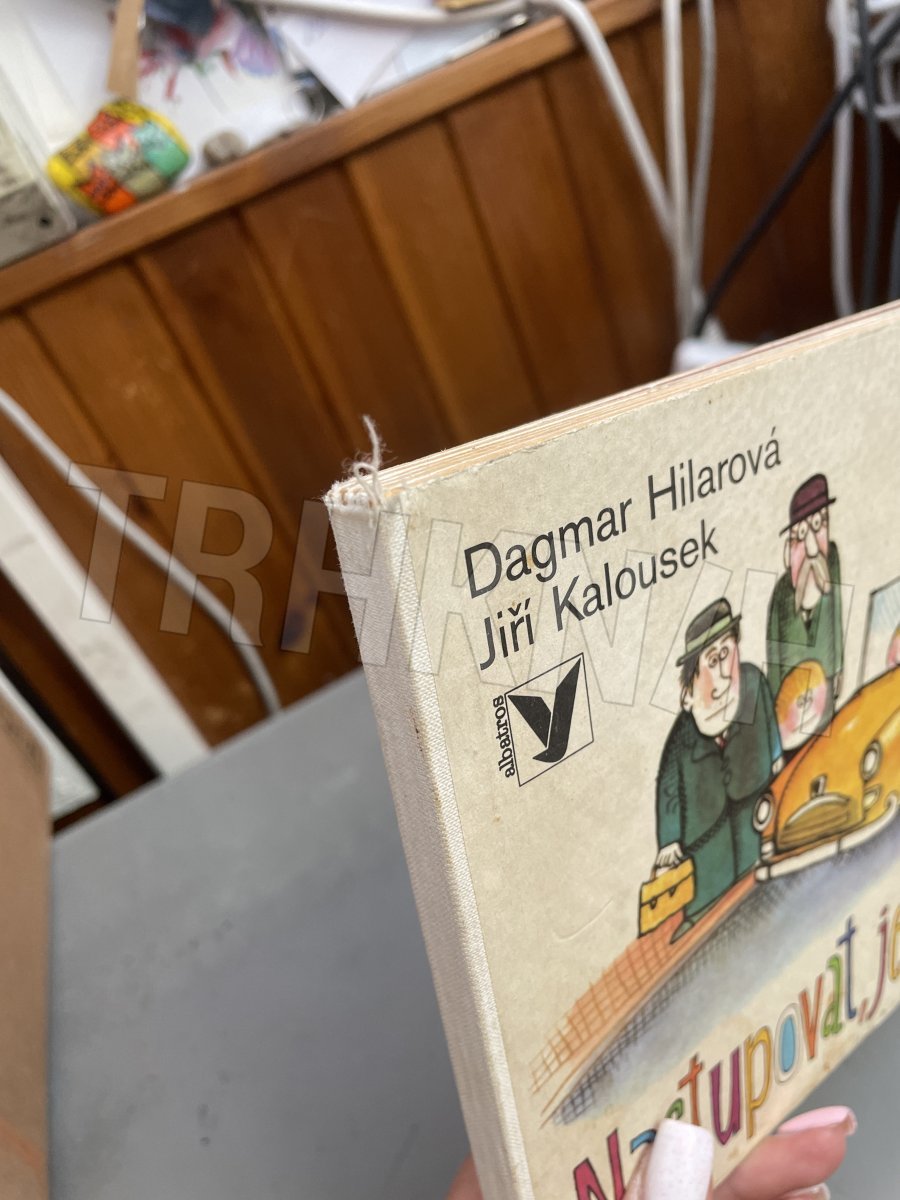 Dagmar Hilarová
Jiří Kalousek
albatros
Nastupovat, je